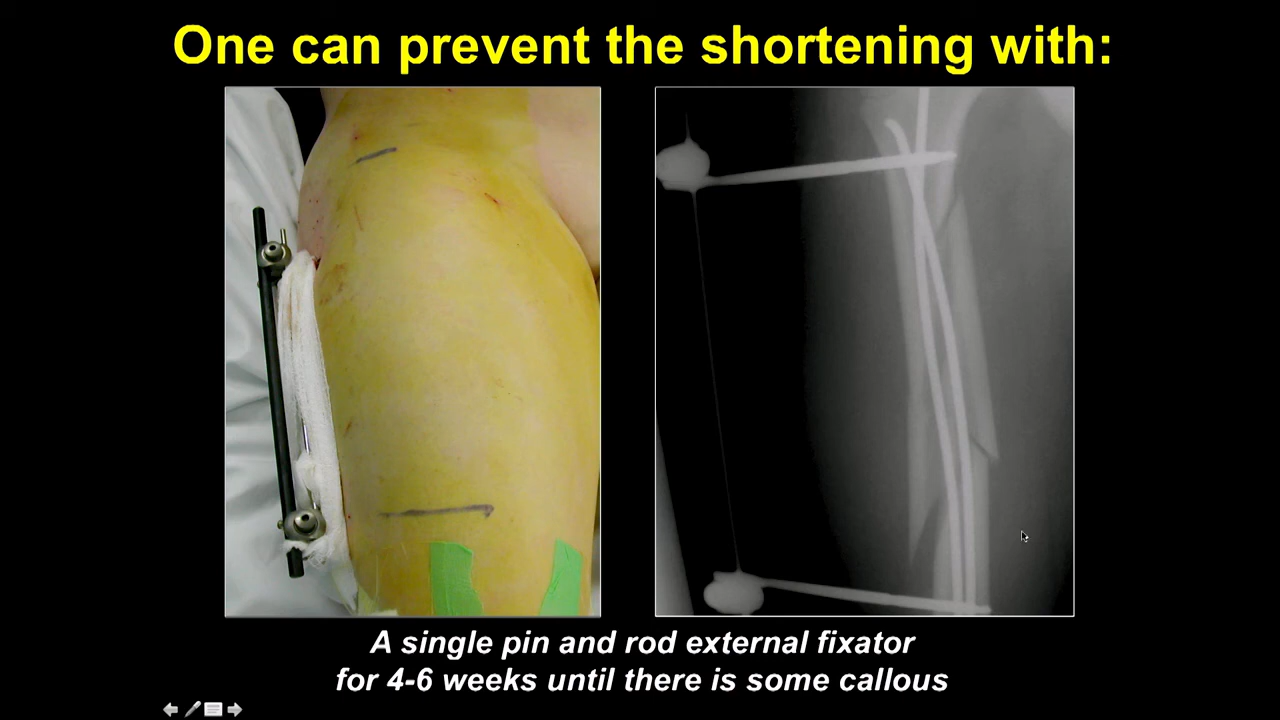 One can prevent the shortening with:
A single pin and rod external fixator
for 4-6 weeks until there is some callous